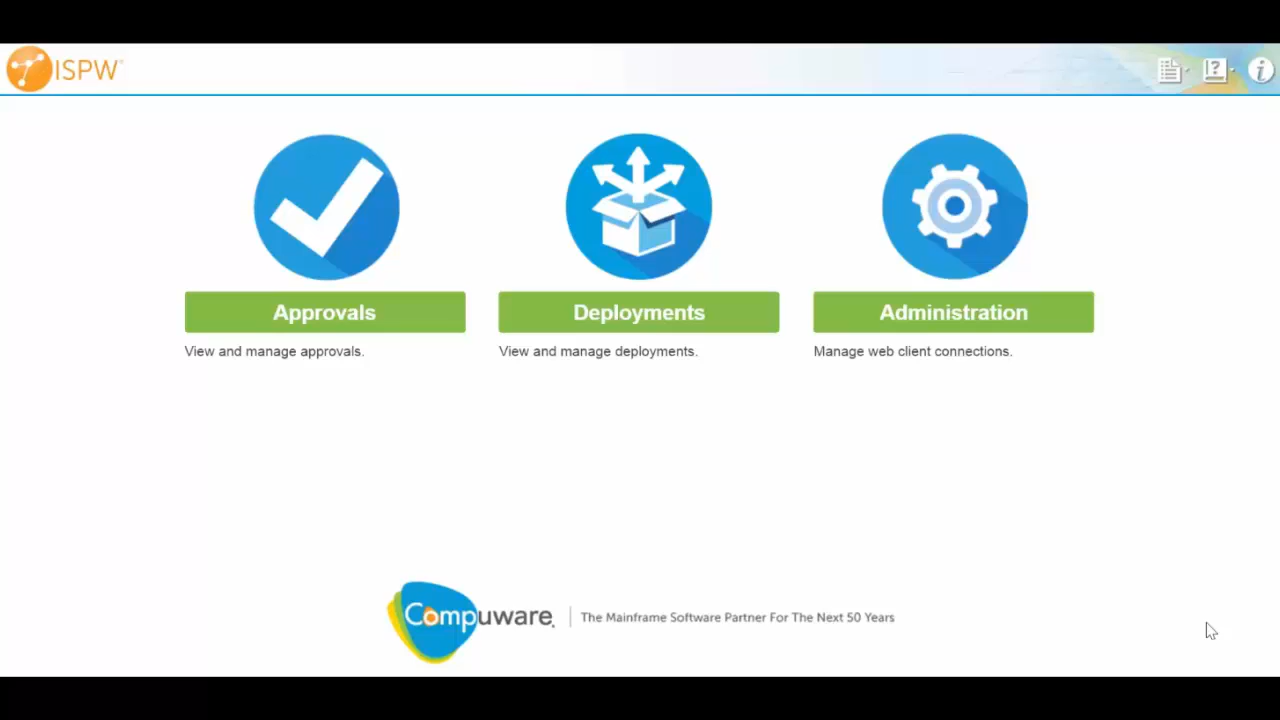 ISPW
Approvals
View and manage approvals.
Deployments
View and manage deployments.
Administration
Manage web client connections.
Compuware.
The Mainframe Software Partner For The Next 50 Years